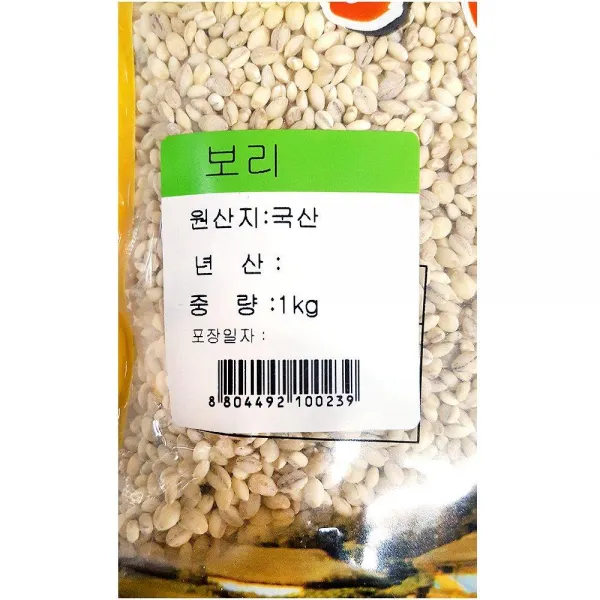 보리
원산지:국산
년 산 :
중 량 :1kg
포장일자 :
8 804492 100239